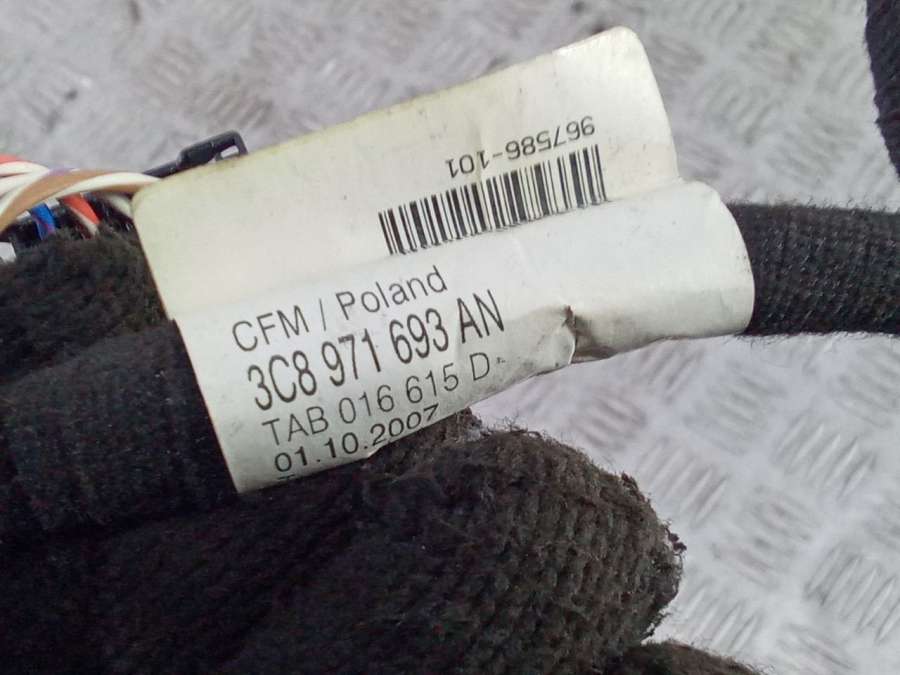 967586-101
CFM / Poland
3C8 971 693 AN
TAB 016 615 D
01.10.2007